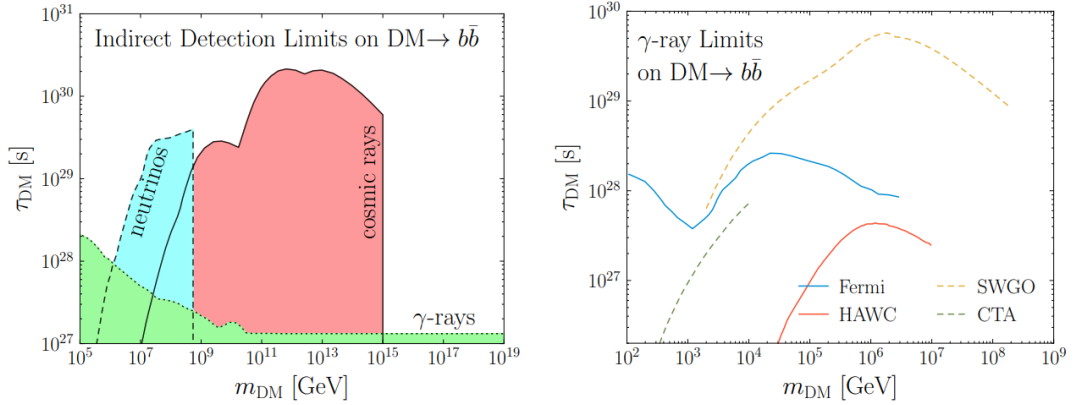 Indirect Detection Limits on DM→ bb̄
τ_DM [s]
10^31
10^30
10^29
10^28
10^27
neutrinos
cosmic rays
γ-rays
10^5 10^7 10^9 10^11 10^13 10^15 10^17 10^19
m_DM [GeV]
γ-ray Limits
on DM→ bb̄
τ_DM [s]
10^30
10^29
10^28
10^27
Fermi
HAWC
SWGO
CTA
10^2 10^3 10^4 10^5 10^6 10^7 10^8 10^9
m_DM [GeV]